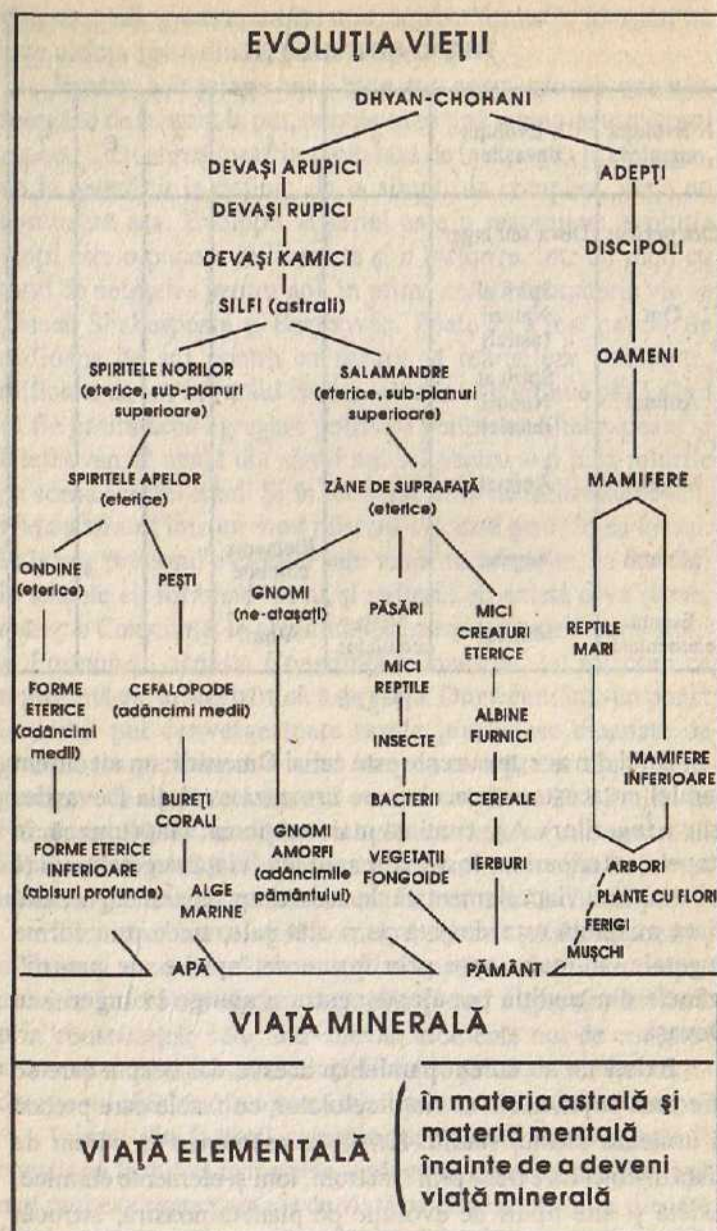 EVOLUŢIA VIEŢII
DHYAN-CHOHANI
DEVAŞI ARUPICI
ADEPŢI
DEVAŞI RUPICI
DISCIPOLI
DEVAŞI KAMICI
SILFI (astrali)
OAMENI
SPIRITELE NORILOR
(eterice, sub-planuri
superioare)
SALAMANDRE
(eterice, sub-planuri
superioare)
SPIRITELE APELOR
(eterice)
ZÂNE DE SUPRAFAŢĂ
(eterice)
MAMIFERE
ONDINE
(eterice)
PEŞTI
GNOMI
(ne-ataşaţi)
PĂSĂRI
MICI
CREATURI
ETERICE
REPTILE
MARI
MICI
REPTILE
FORME
ETERICE
(adâncimi
medii)
CEFALOPODE
(adâncimi medii)
INSECTE
ALBINE
FURNICI
MAMIFERE
INFERIOARE
BUREŢI
CORALI
BACTERII
CEREALE
FORME ETERICE
INFERIOARE
(abisuri profunde)
ALGE
MARINE
GNOMI
AMORFI
(adâncimile
pământului)
VEGETAŢII
FONGOIDE
IERBURI
ARBORI
PLANTE CU FLORI
FERIGI
MUŞCHI
APĂ
PĂMÂNT
VIAŢĂ MINERALĂ
VIAŢĂ ELEMENTALĂ
în materia astrală şi
materia mentală
înainte de a deveni
viaţă minerală